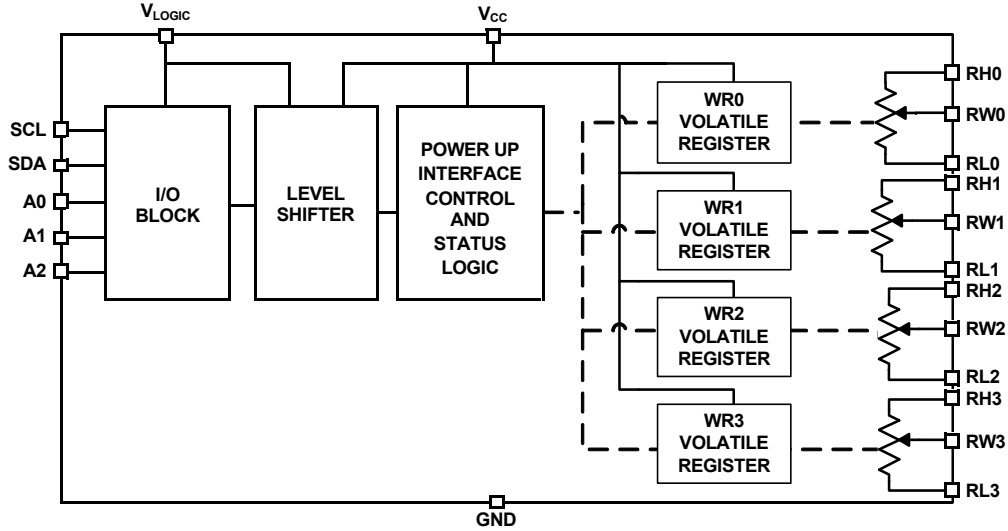 VLOGIC
VCC
SCL
SDA
A0
A1
A2
I/O
BLOCK
LEVEL
SHIFTER
POWER UP
INTERFACE
CONTROL
AND
STATUS
LOGIC
WR0
VOLATILE
REGISTER
WR1
VOLATILE
REGISTER
WR2
VOLATILE
REGISTER
WR3
VOLATILE
REGISTER
RH0
RW0
RL0
RH1
RW1
RL1
RH2
RW2
RL2
RH3
RW3
RL3
GND